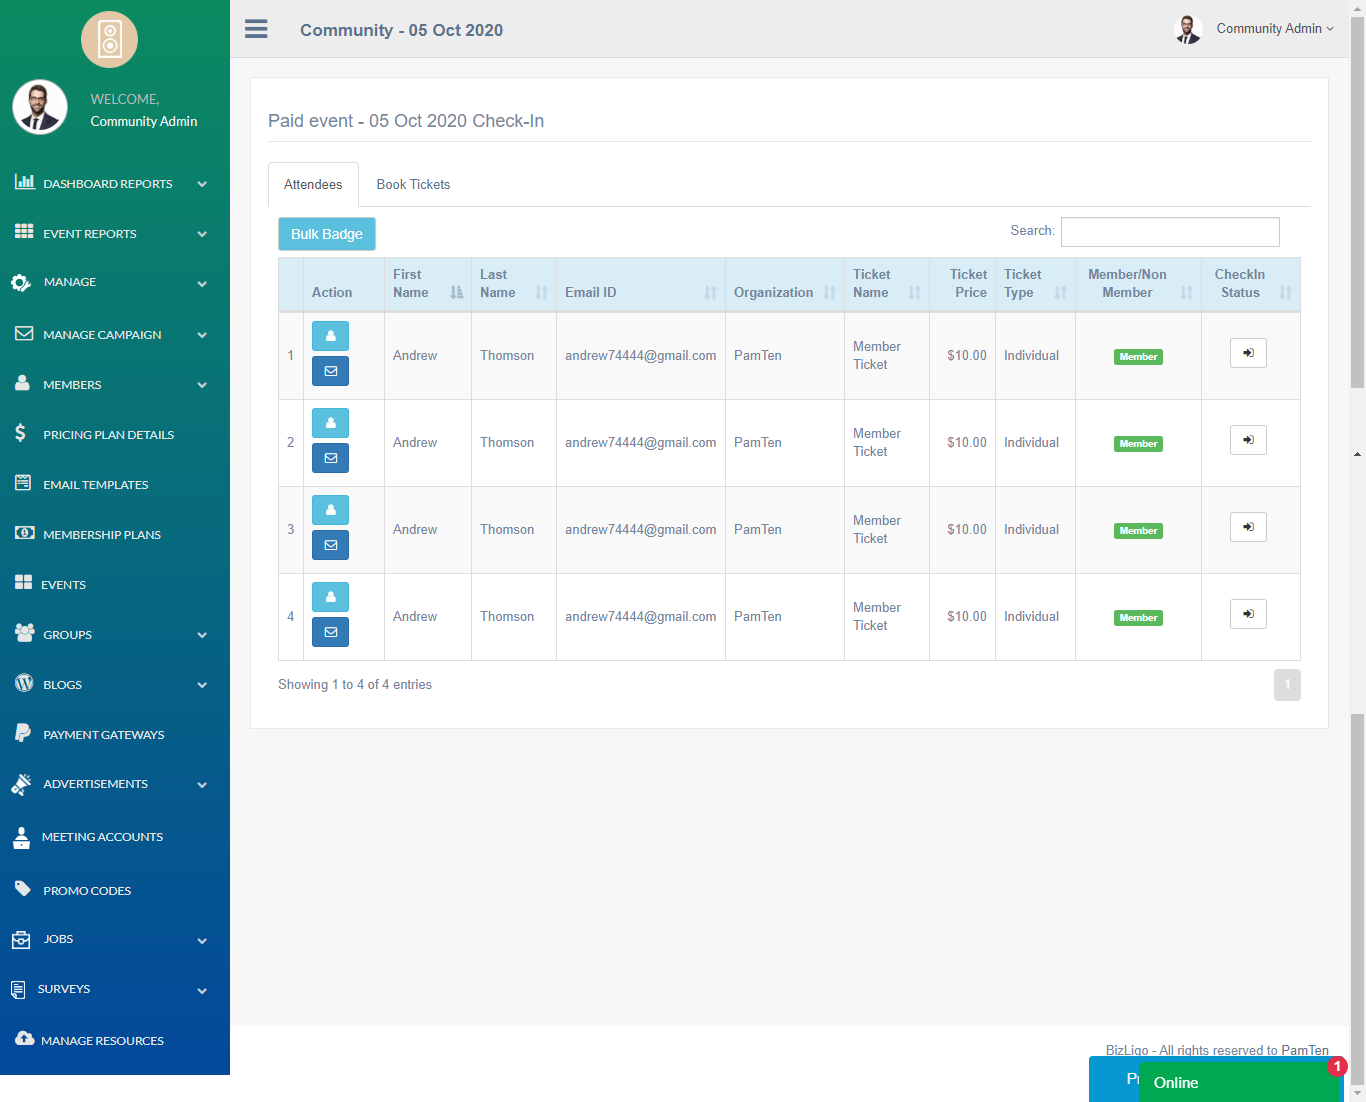 WELCOME,
Community Admin
DASHBOARD REPORTS
EVENT REPORTS
MANAGE
MANAGE CAMPAIGN
MEMBERS
PRICING PLAN DETAILS
EMAIL TEMPLATES
MEMBERSHIP PLANS
EVENTS
GROUPS
BLOGS
PAYMENT GATEWAYS
ADVERTISEMENTS
MEETING ACCOUNTS
PROMO CODES
JOBS
SURVEYS
MANAGE RESOURCES
Community - 05 Oct 2020
Community Admin
Paid event - 05 Oct 2020 Check-In
Attendees Book Tickets
Bulk Badge Search:
Action First Name Last Name Email ID Organization Ticket Name Ticket Price Ticket Type Member/Non Member CheckIn Status
1 Andrew Thomson andrew74444@gmail.com PamTen Member Ticket $10.00 Individual Member
2 Andrew Thomson andrew74444@gmail.com PamTen Member Ticket $10.00 Individual Member
3 Andrew Thomson andrew74444@gmail.com PamTen Member Ticket $10.00 Individual Member
4 Andrew Thomson andrew74444@gmail.com PamTen Member Ticket $10.00 Individual Member
Showing 1 to 4 of 4 entries 1
BizLigo - All rights reserved to PamTen
Online 1